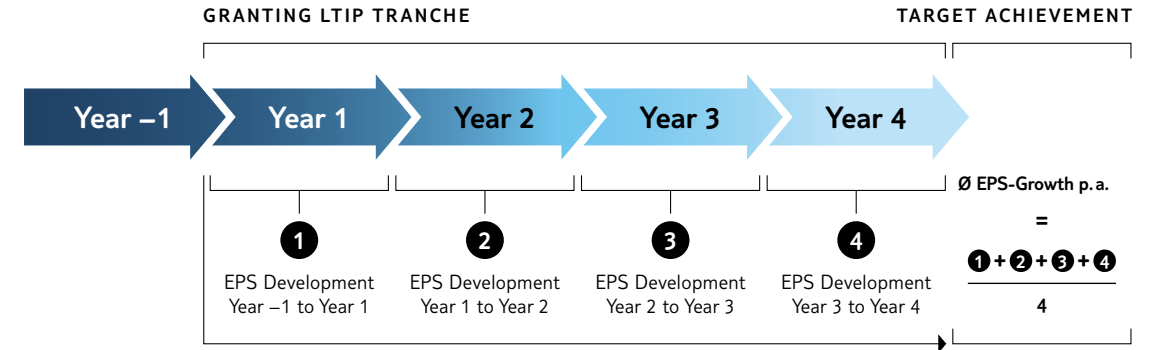 GRANTING LTIP TRANCHE
TARGET ACHIEVEMENT
Year –1
Year 1
Year 2
Year 3
Year 4
1
EPS Development
Year –1 to Year 1
2
EPS Development
Year 1 to Year 2
3
EPS Development
Year 2 to Year 3
4
EPS Development
Year 3 to Year 4
Ø EPS-Growth p. a.
=
1 + 2 + 3 + 4
4